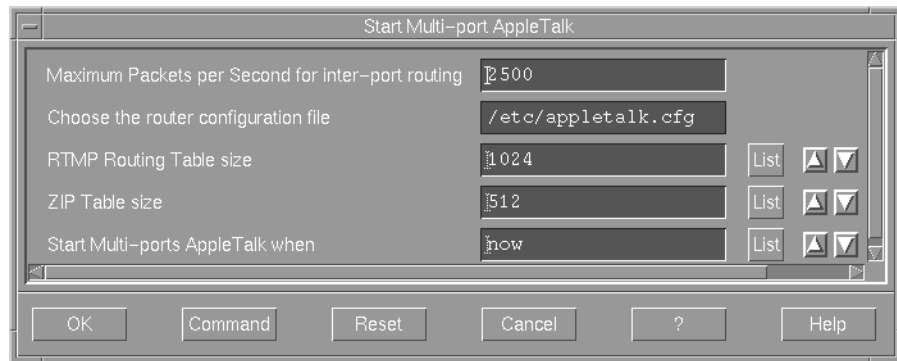 Start Multi-port AppleTalk
Maximum Packets per Second for inter-port routing 2500
Choose the router configuration file /etc/appletalk.cfg
RTMP Routing Table size 1024 List
ZIP Table size 512 List
Start Multi-ports AppleTalk when now List
OK Command Reset Cancel ? Help